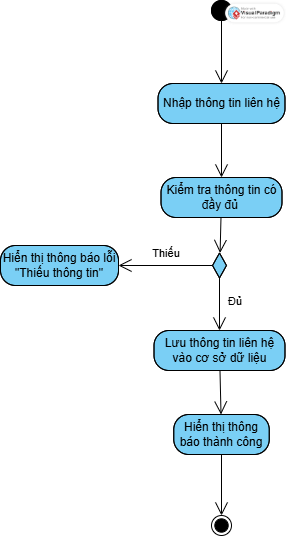 Visual Paradigm
Nhập thông tin liên hệ
Kiểm tra thông tin có
đầy đủ
Thiếu
Hiển thị thông báo lỗi
"Thiếu thông tin"
Đủ
Lưu thông tin liên hệ
vào cơ sở dữ liệu
Hiển thị thông
báo thành công